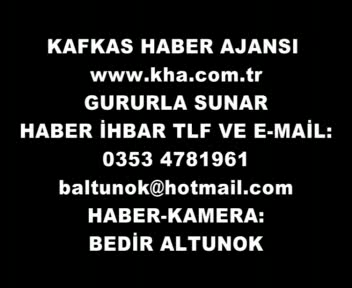 KAFKAS HABER AJANSI
www.kha.com.tr
GURURLA SUNAR
HABER İHBAR TLF VE E-MAİL:
0353 4781961
baltunok@hotmail.com
HABER-KAMERA:
BEDİR ALTUNOK